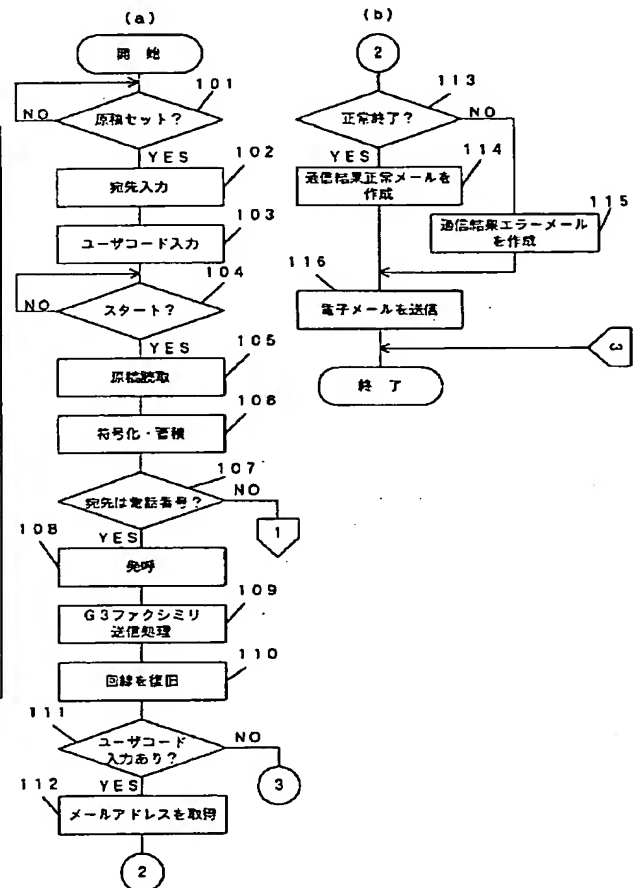 (a)
開 始
101
原稿セット?
NO
YES
102
宛先入力
103
ユーザコード入力
104
NO
スタート?
YES
105
原稿読取
106
符号化・蓄積
107
宛先は電話番号?
NO
1
YES
108
発呼
109
G3ファクシミリ
送信処理
110
回線を復旧
111
ユーザコード
入力あり?
NO
3
YES
112
メールアドレスを取得
2
(b)
2
113
正常終了?
NO
YES
114
通信結果正常メールを
作成
115
通信結果エラーメール
を作成
116
電子メールを送信
3
終 了